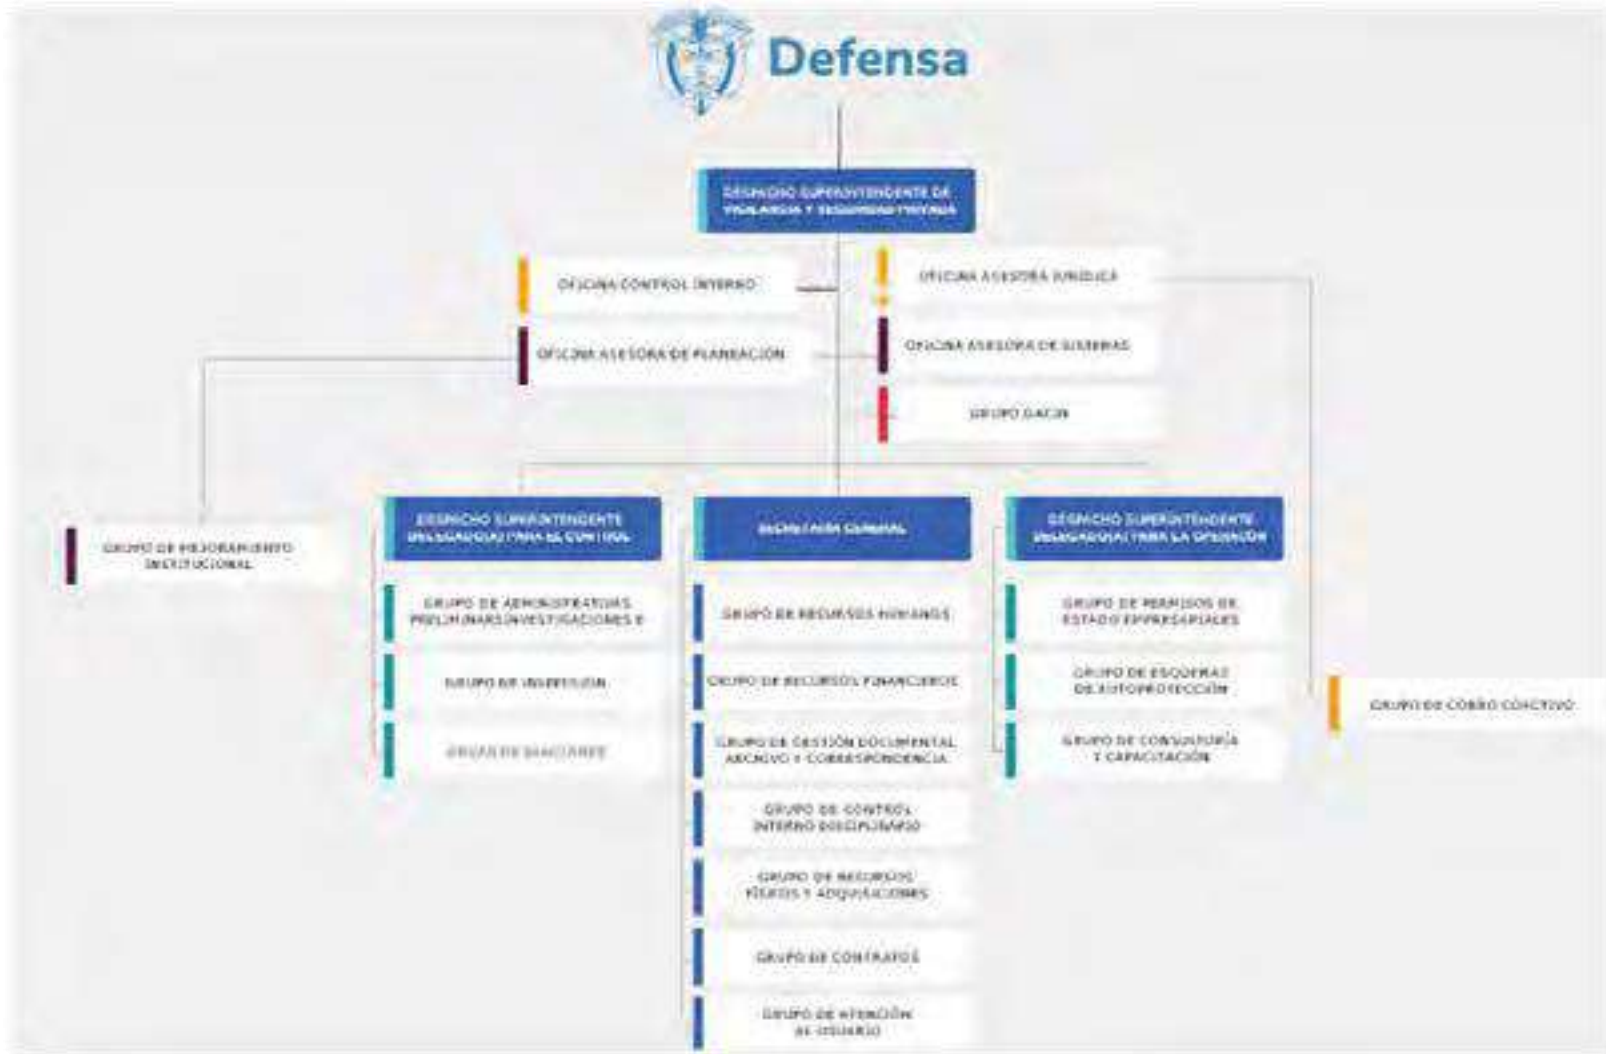 Defensa
DESPACHO SUPERINTENDENTE DE
VIGILANCIA Y SEGURIDAD PRIVADA
OFICINA CONTROL INTERNO
OFICINA ASESORA JURÍDICA
OFICINA ASESORA DE PLANEACIÓN
OFICINA ASESORA DE SISTEMAS
GRUPO
GRUPO DE MEJORAMIENTO
INSTITUCIONAL
DESPACHO SUPERINTENDENTE
DELEGADO(A) PARA EL CONTROL
GRUPO DE ADMINISTRATIVAS
PRELIMINARS INVESTIGACIONES E
GRUPO DE INSPECCIÓN
GRUPO DE SANCIONES
SECRETARÍA GENERAL
GRUPO DE RECURSOS HUMANOS
GRUPO DE RECURSOS FINANCIEROS
GRUPO DE GESTIÓN DOCUMENTAL
ARCHIVO Y CORRESPONDENCIA
GRUPO DE CONTROL
INTERNO DISCIPLINARIO
GRUPO DE RECURSOS
FÍSICOS Y ADQUISICIONES
GRUPO DE CONTRATOS
GRUPO DE ATENCIÓN
AL USUARIO
DESPACHO SUPERINTENDENTE
DELEGADO(A) PARA LA OPERACIÓN
GRUPO DE PERMISOS DE
ESTADO EMPRESARIALES
GRUPO DE ESQUEMAS
DE AUTOPROTECCIÓN
GRUPO DE CONSULTORÍA
Y CAPACITACIÓN
GRUPO DE COBRO COACTIVO